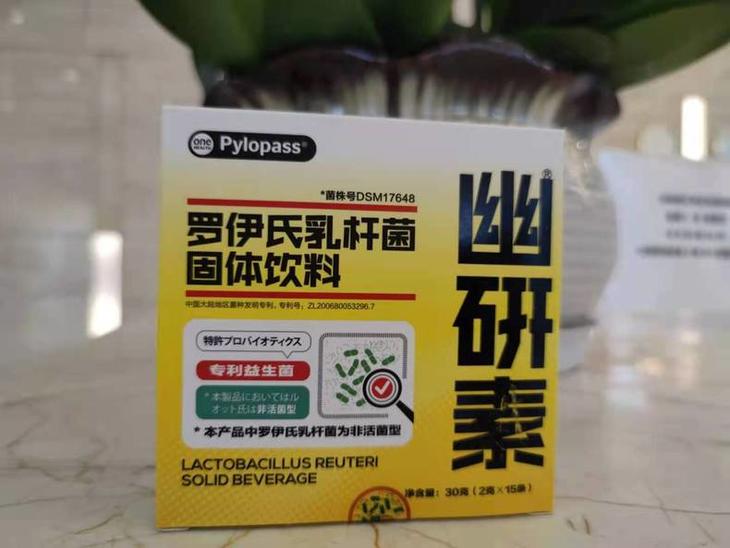 one HEALTH Pylopass®
*菌株号DSM17648
罗伊氏乳杆菌
固体饮料
中国大陆地区菌种发明专利,专利号:ZL200680053296.7
幽研素®
特許プロバイオティクス
专利益生菌
*本製品においてはル
オット氏は非活菌型
*本产品中罗伊氏乳杆菌为非活菌型
LACTOBACILLUS REUTERI
SOLID BEVERAGE
净含量:30克(2克×15条)